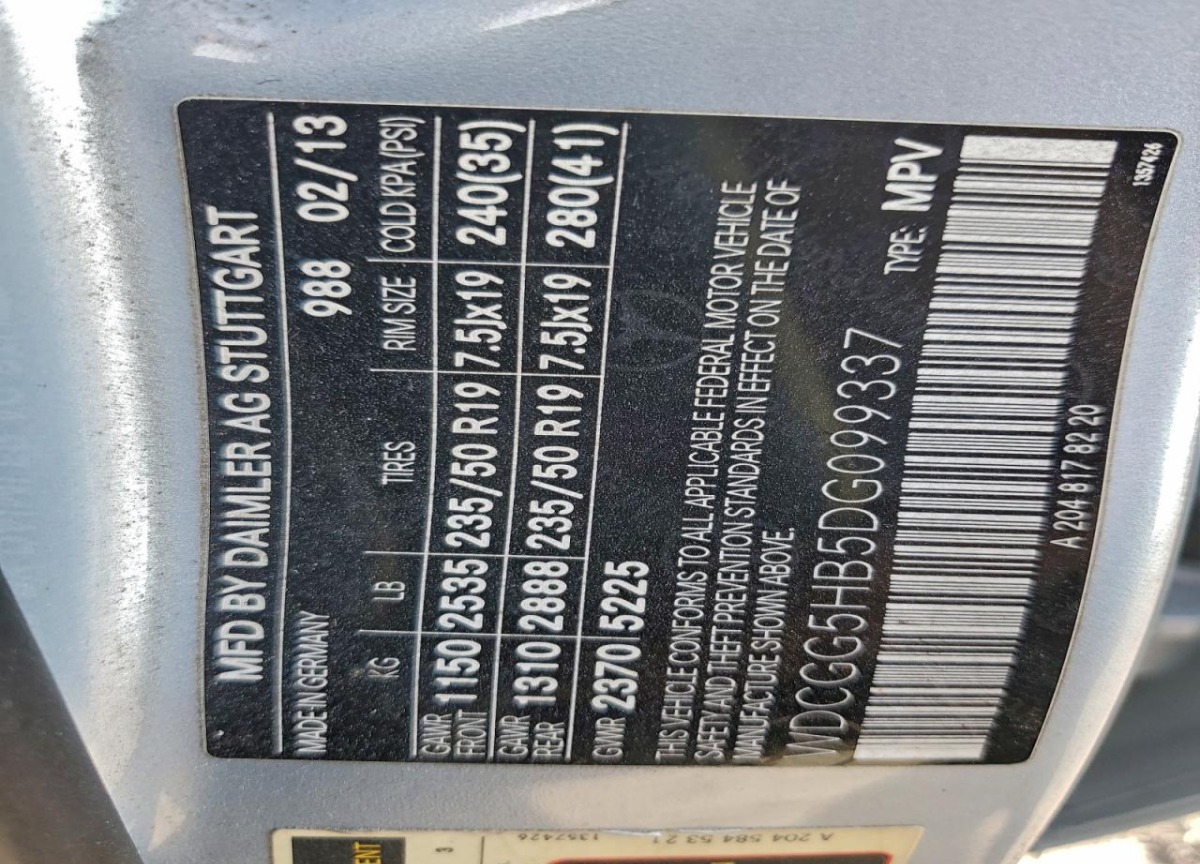 MFD BY DAIMLER AG STUTTGART
MADE IN GERMANY 988 02/13
KG LB TIRES RIM SIZE COLD KPA(PSI)
GAWR FRONT 1150 2535 235/50 R19 7.5Jx19 240(35)
GAWR REAR 1310 2888 235/50 R19 7.5Jx19 280(41)
GWR 2370 5225
THIS VEHICLE CONFORMS TO ALL APPLICABLE FEDERAL MOTOR VEHICLE
SAFETY AND THEFT PREVENTION STANDARDS IN EFFECT ON THE DATE OF
MANUFACTURE SHOWN ABOVE.
WDCGG5HB5DG099337 TYPE: MPV
A 204 817 82 20
1357426
A 204 584 53 21
1357426
3